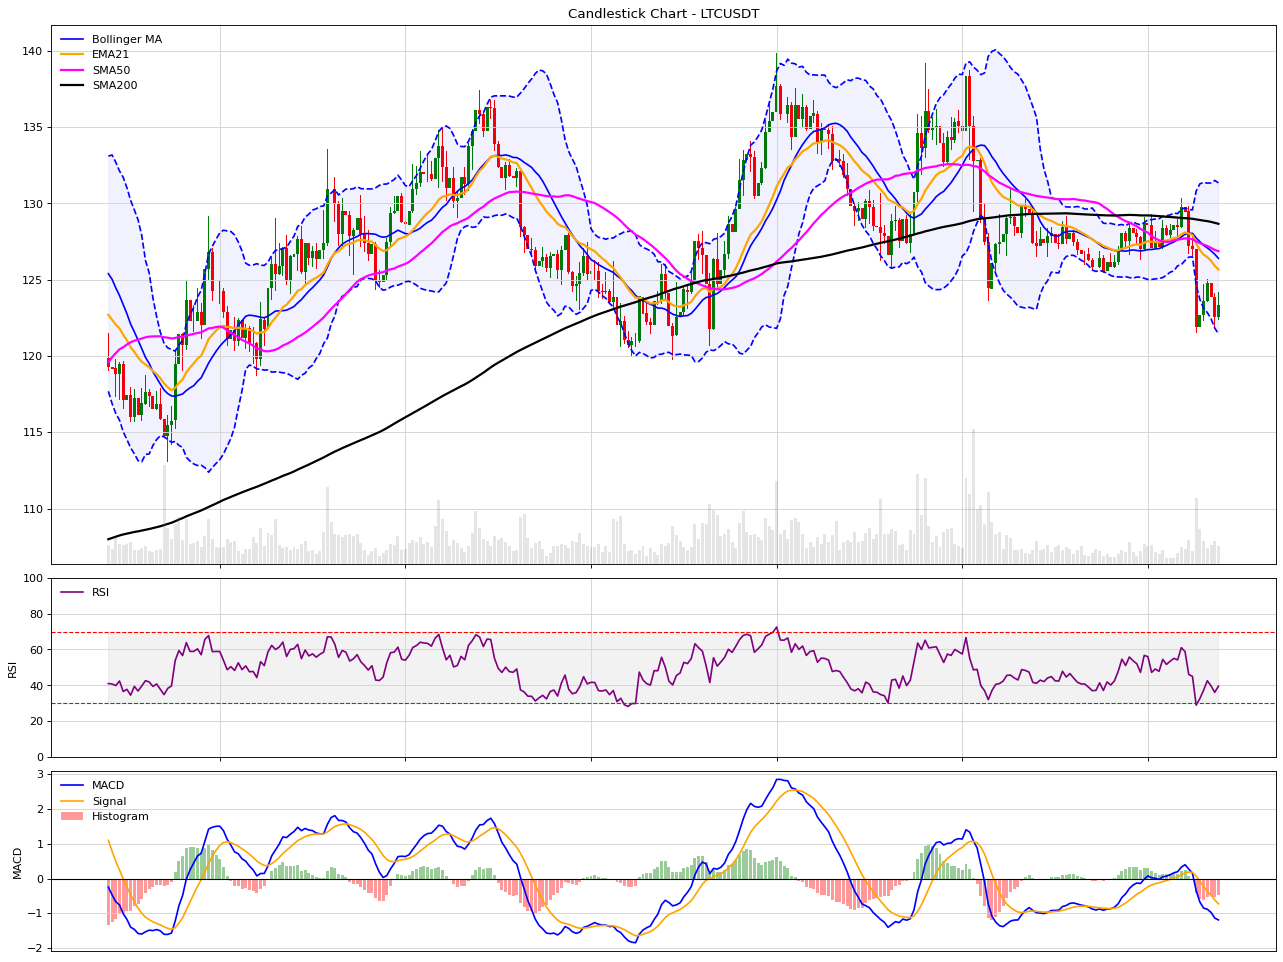 Candlestick Chart - LTCUSDT
Bollinger MA
EMA21
SMA50
SMA200
140
135
130
125
120
115
110
RSI
100
80
60
40
20
0
RSI
MACD
Signal
Histogram
3
2
1
0
−1
−2
MACD